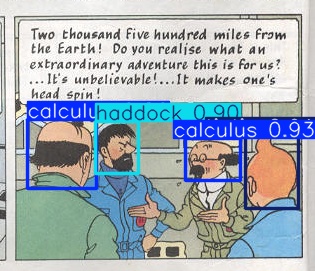 Two thousand five hundred miles from
the Earth! Do you realise what an
extraordinary adventure this is for us?
...It's unbelievable!...It makes one's
head spin!
calculu
haddock 0.90
calculus 0.93